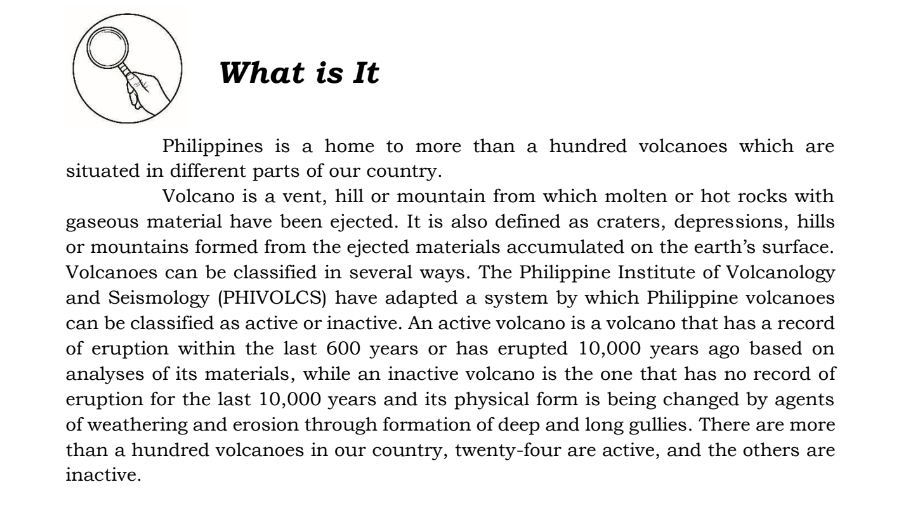 What is It
Philippines is a home to more than a hundred volcanoes which are
situated in different parts of our country.
Volcano is a vent, hill or mountain from which molten or hot rocks with
gaseous material have been ejected. It is also defined as craters, depressions, hills
or mountains formed from the ejected materials accumulated on the earth’s surface.
Volcanoes can be classified in several ways. The Philippine Institute of Volcanology
and Seismology (PHIVOLCS) have adapted a system by which Philippine volcanoes
can be classified as active or inactive. An active volcano is a volcano that has a record
of eruption within the last 600 years or has erupted 10,000 years ago based on
analyses of its materials, while an inactive volcano is the one that has no record of
eruption for the last 10,000 years and its physical form is being changed by agents
of weathering and erosion through formation of deep and long gullies. There are more
than a hundred volcanoes in our country, twenty-four are active, and the others are
inactive.